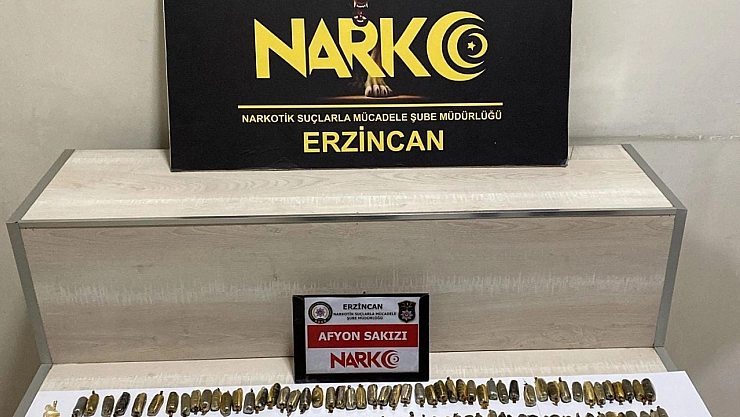 NARKO
NARKOTİK SUÇLARLA MÜCADELE ŞUBE MÜDÜRLÜĞÜ
ERZİNCAN
ERZİNCAN
NARKOTİK SUÇLARLA MÜCADELE
ŞUBE MÜDÜRLÜĞÜ
AFYON SAKIZI
NARKO